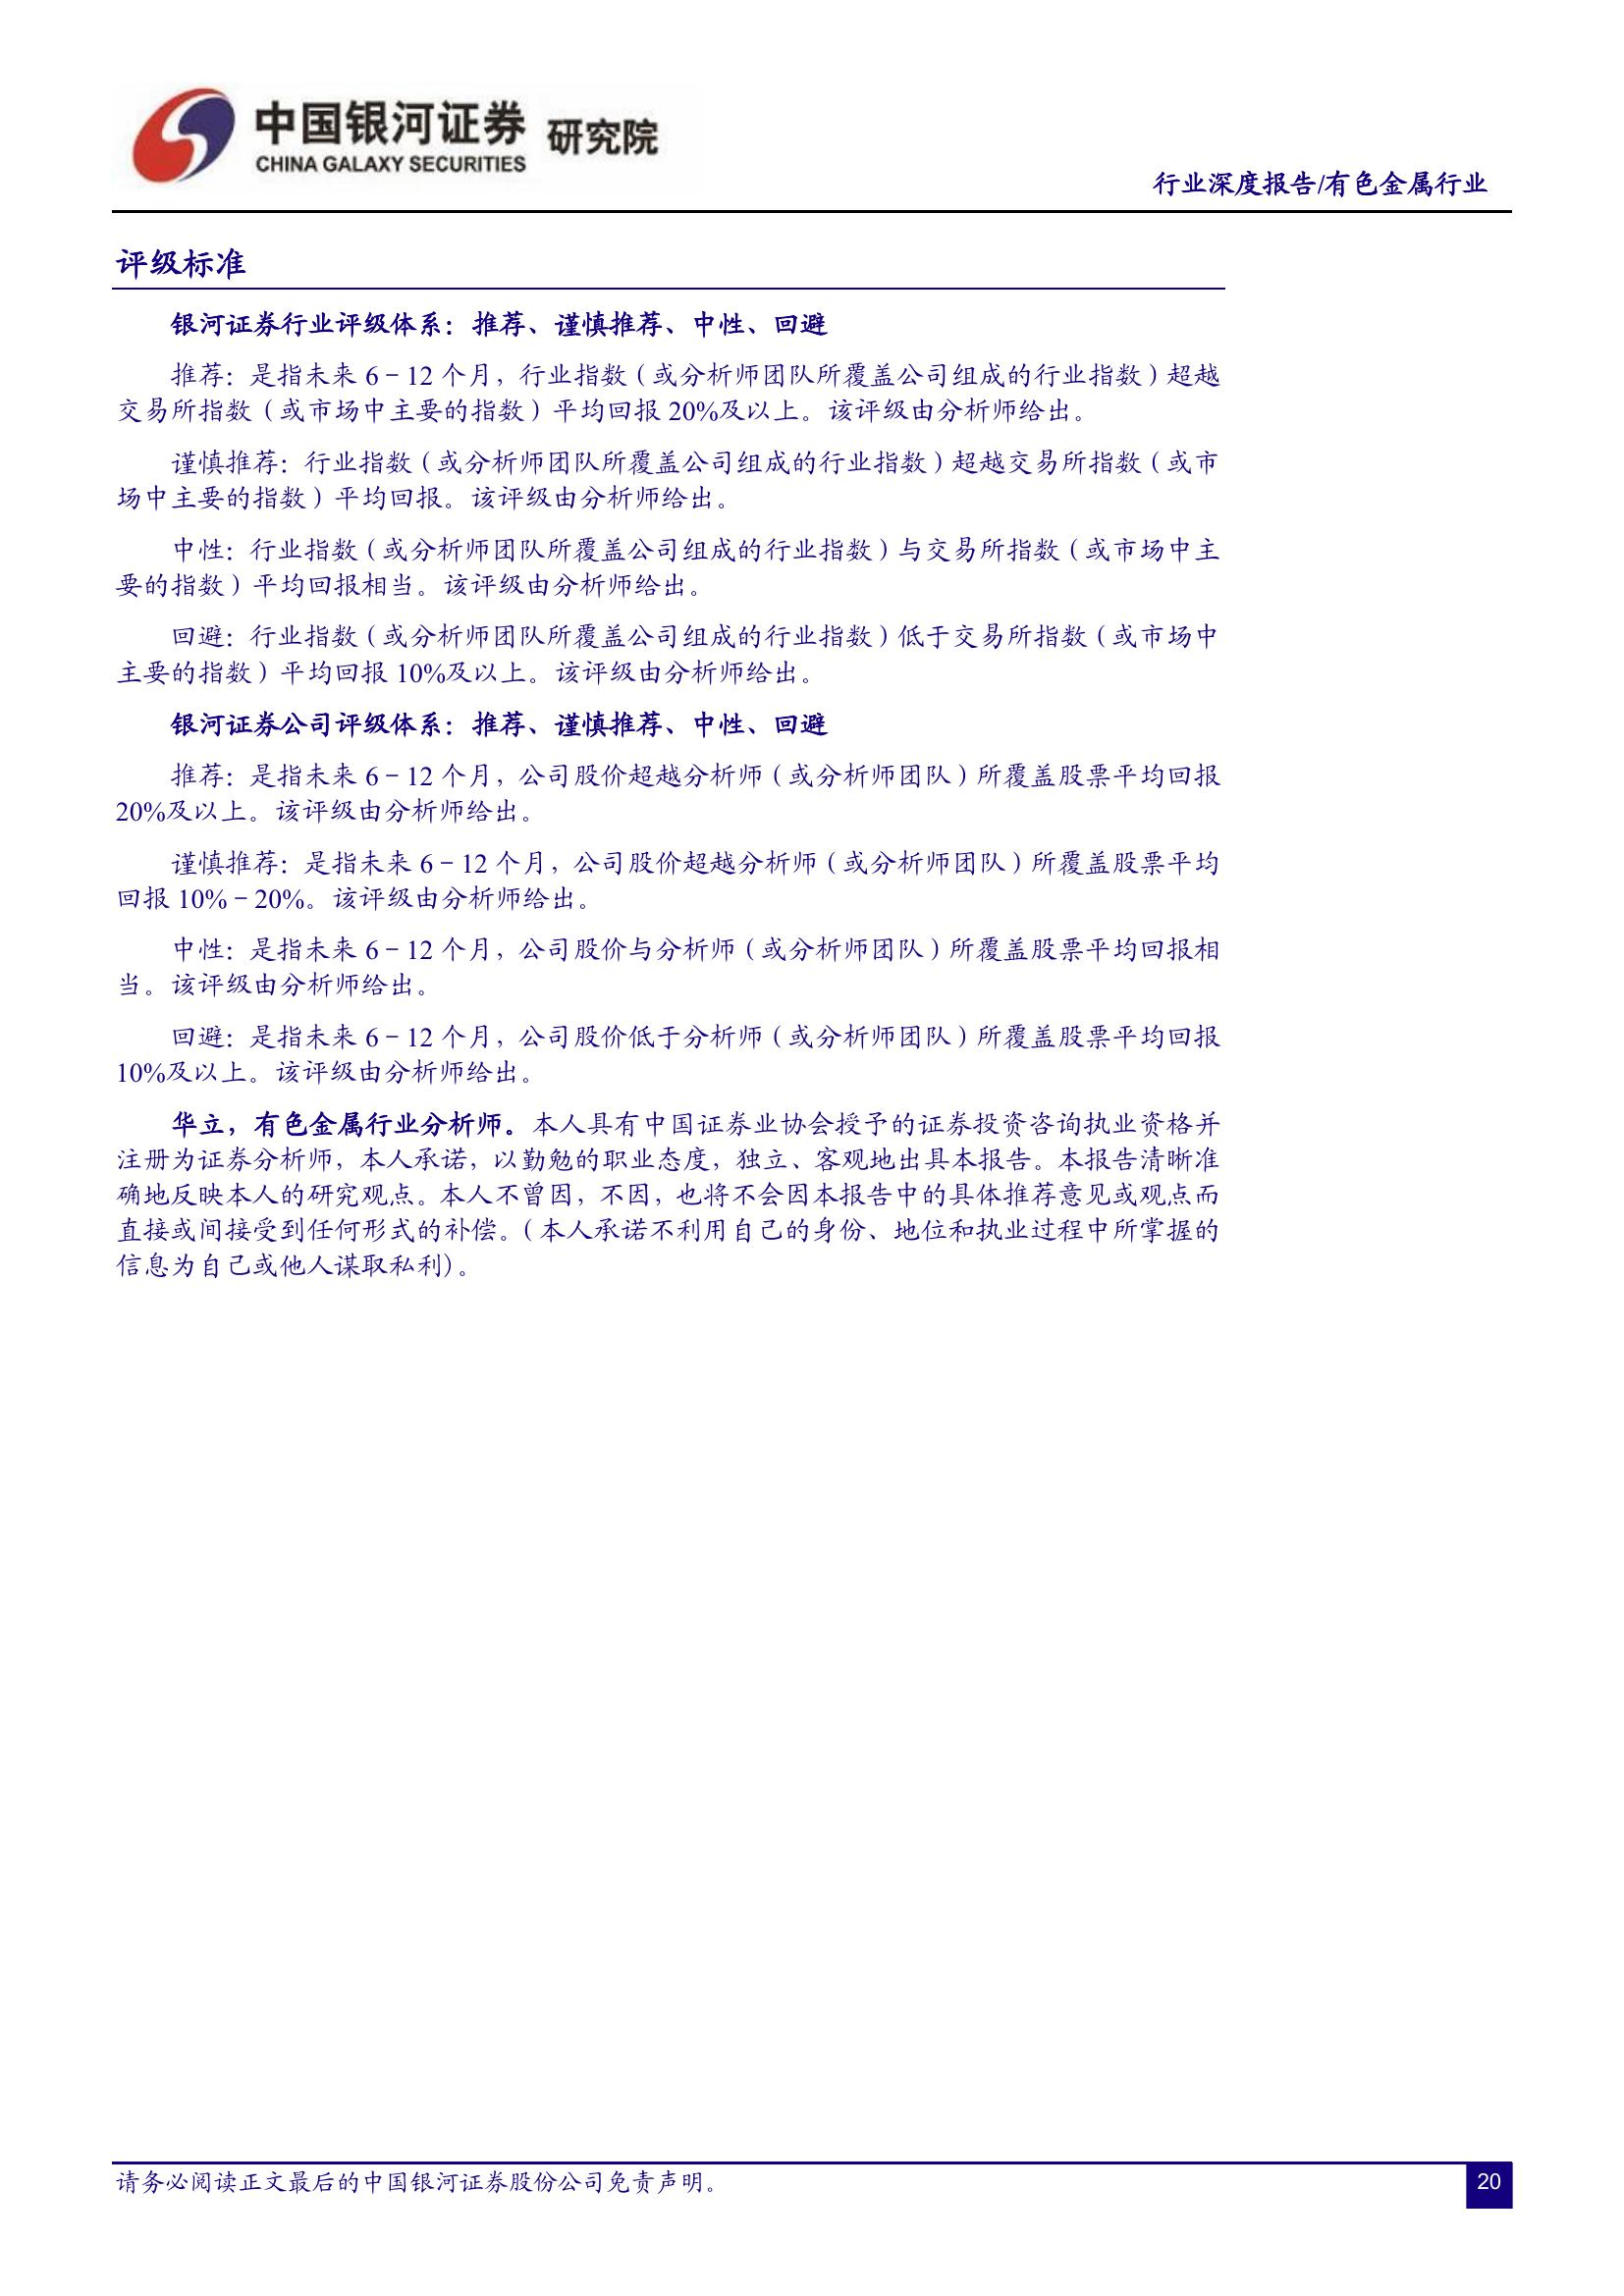 中国银河证券 研究院
CHINA GALAXY SECURITIES
行业深度报告/有色金属行业
评级标准
银河证券行业评级体系：推荐、谨慎推荐、中性、回避
推荐：是指未来 6－12 个月，行业指数（或分析师团队所覆盖公司组成的行业指数）超越
交易所指数（或市场中主要的指数）平均回报 20%及以上。该评级由分析师给出。
谨慎推荐：行业指数（或分析师团队所覆盖公司组成的行业指数）超越交易所指数（或市
场中主要的指数）平均回报。该评级由分析师给出。
中性：行业指数（或分析师团队所覆盖公司组成的行业指数）与交易所指数（或市场中主
要的指数）平均回报相当。该评级由分析师给出。
回避：行业指数（或分析师团队所覆盖公司组成的行业指数）低于交易所指数（或市场中
主要的指数）平均回报 10%及以上。该评级由分析师给出。
银河证券公司评级体系：推荐、谨慎推荐、中性、回避
推荐：是指未来 6－12 个月，公司股价超越分析师（或分析师团队）所覆盖股票平均回报
20%及以上。该评级由分析师给出。
谨慎推荐：是指未来 6－12 个月，公司股价超越分析师（或分析师团队）所覆盖股票平均
回报 10%－20%。该评级由分析师给出。
中性：是指未来 6－12 个月，公司股价与分析师（或分析师团队）所覆盖股票平均回报相
当。该评级由分析师给出。
回避：是指未来 6－12 个月，公司股价低于分析师（或分析师团队）所覆盖股票平均回报
10%及以上。该评级由分析师给出。
华立，有色金属行业分析师。本人具有中国证券业协会授予的证券投资咨询执业资格并
注册为证券分析师，本人承诺，以勤勉的职业态度，独立、客观地出具本报告。本报告清晰准
确地反映本人的研究观点。本人不曾因，不因，也将不会因本报告中的具体推荐意见或观点而
直接或间接受到任何形式的补偿。（本人承诺不利用自己的身份、地位和执业过程中所掌握的
信息为自己或他人谋取私利）。
请务必阅读正文最后的中国银河证券股份公司免责声明。
20